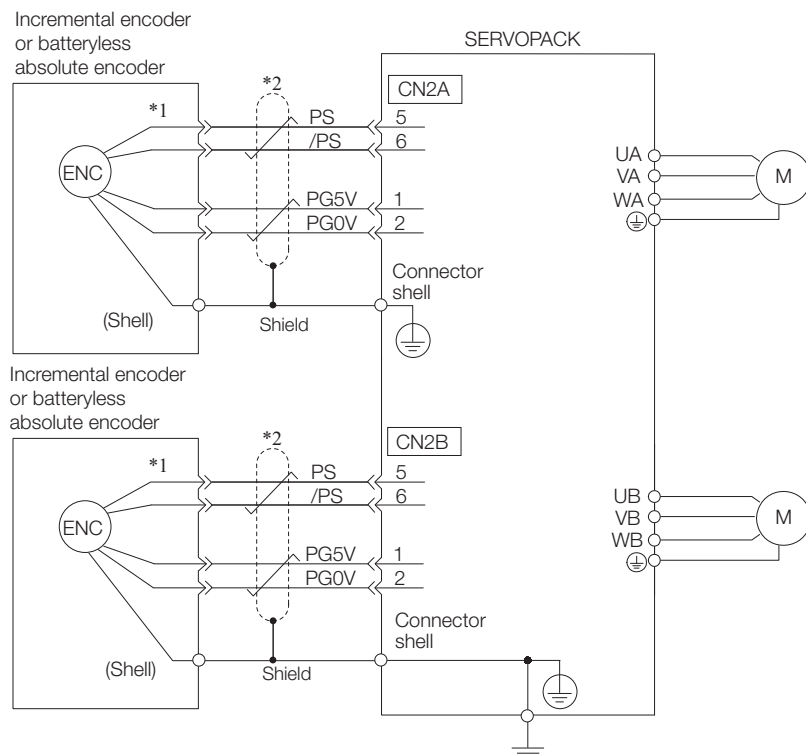 Incremental encoder
or batteryless
absolute encoder
SERVOPACK
*1
*2
CN2A
PS
5
/PS
6
ENC
PG5V
1
PG0V
2
UA
VA
WA
M
Connector
shell
(Shell)
Shield
Incremental encoder
or batteryless
absolute encoder
*1
*2
CN2B
PS
5
/PS
6
ENC
PG5V
1
PG0V
2
UB
VB
WB
M
Connector
shell
(Shell)
Shield